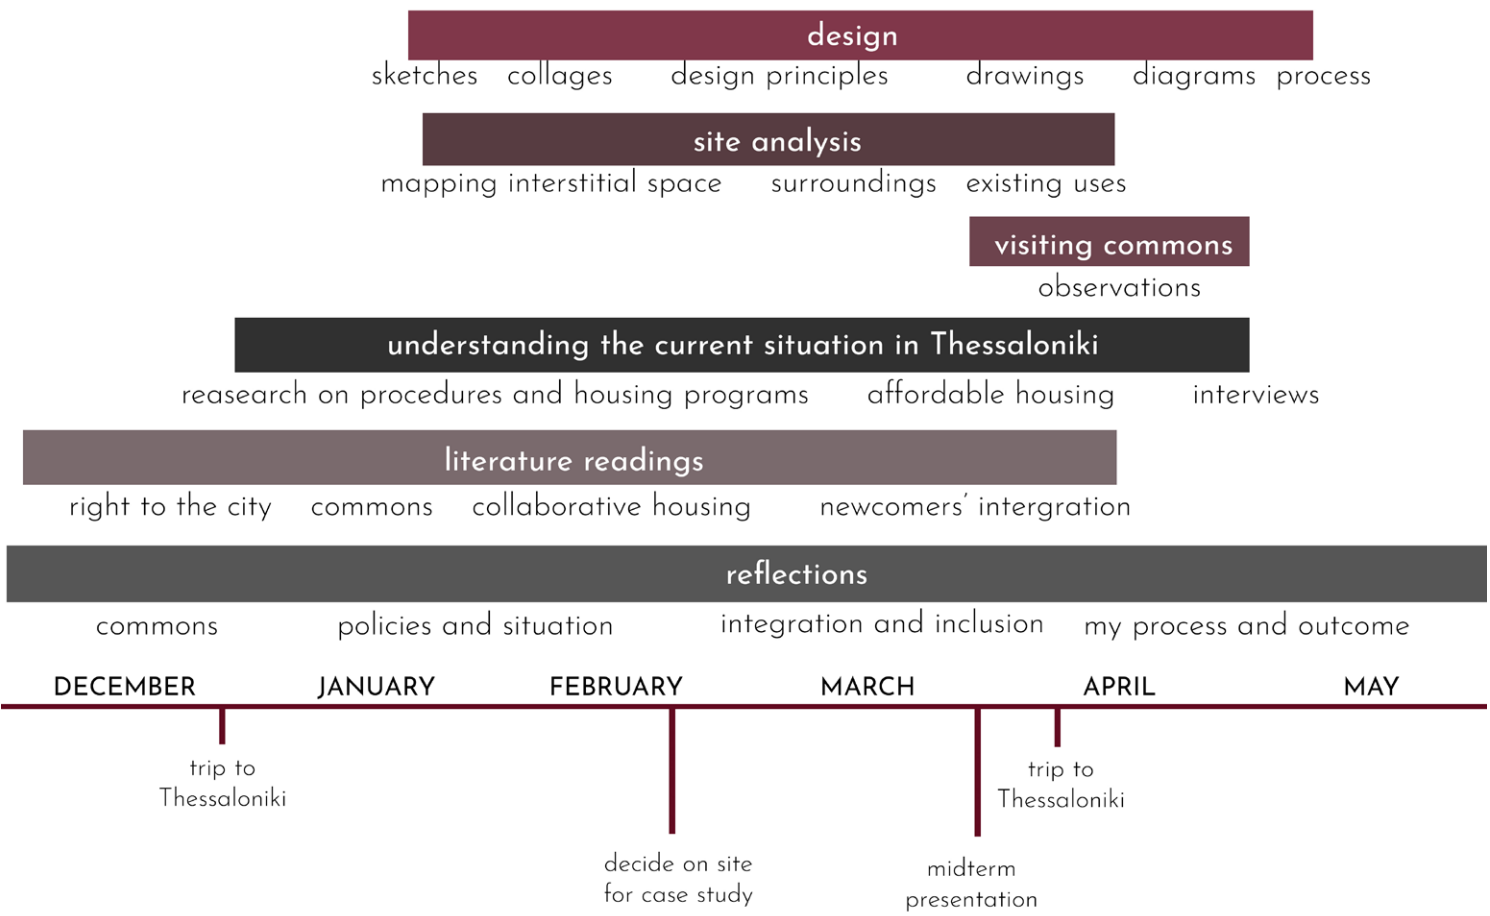 design
sketches collages design principles drawings diagrams process
site analysis
mapping interstitial space surroundings existing uses
visiting commons
observations
understanding the current situation in Thessaloniki
reasearch on procedures and housing programs affordable housing interviews
literature readings
right to the city commons collaborative housing newcomers' intergration
reflections
commons policies and situation integration and inclusion my process and outcome
DECEMBER JANUARY FEBRUARY MARCH APRIL MAY
trip to
Thessaloniki
decide on site
for case study
midterm
presentation
trip to
Thessaloniki